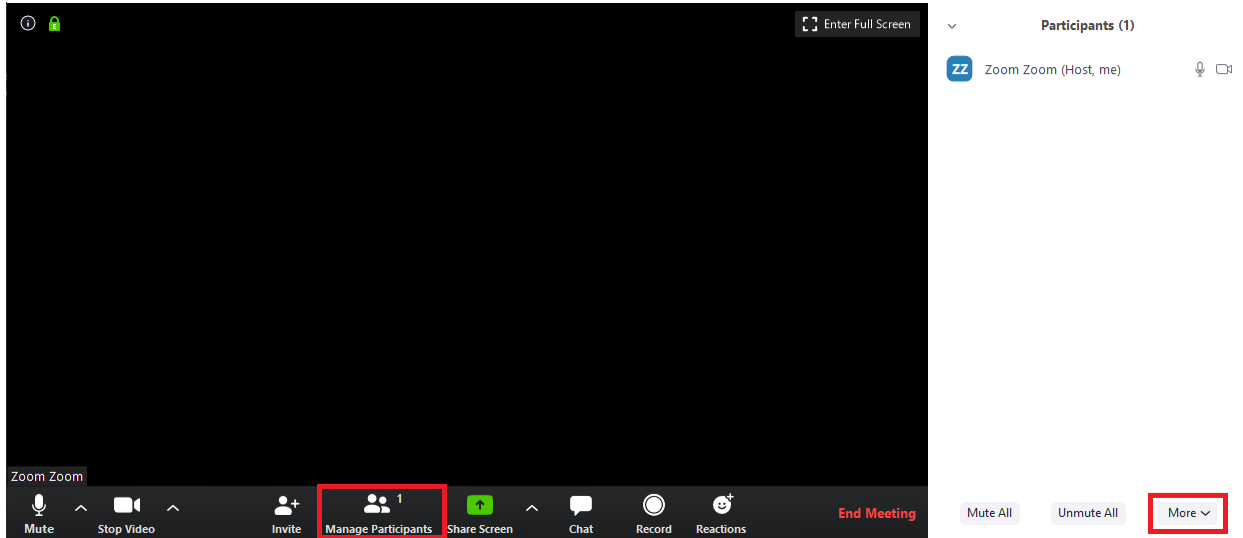 Enter Full Screen
Participants (1)
ZZ Zoom Zoom (Host, me)
Zoom Zoom
1
Mute
Stop Video
Invite
Manage Participants
Share Screen
Chat
Record
Reactions
End Meeting
Mute All
Unmute All
More